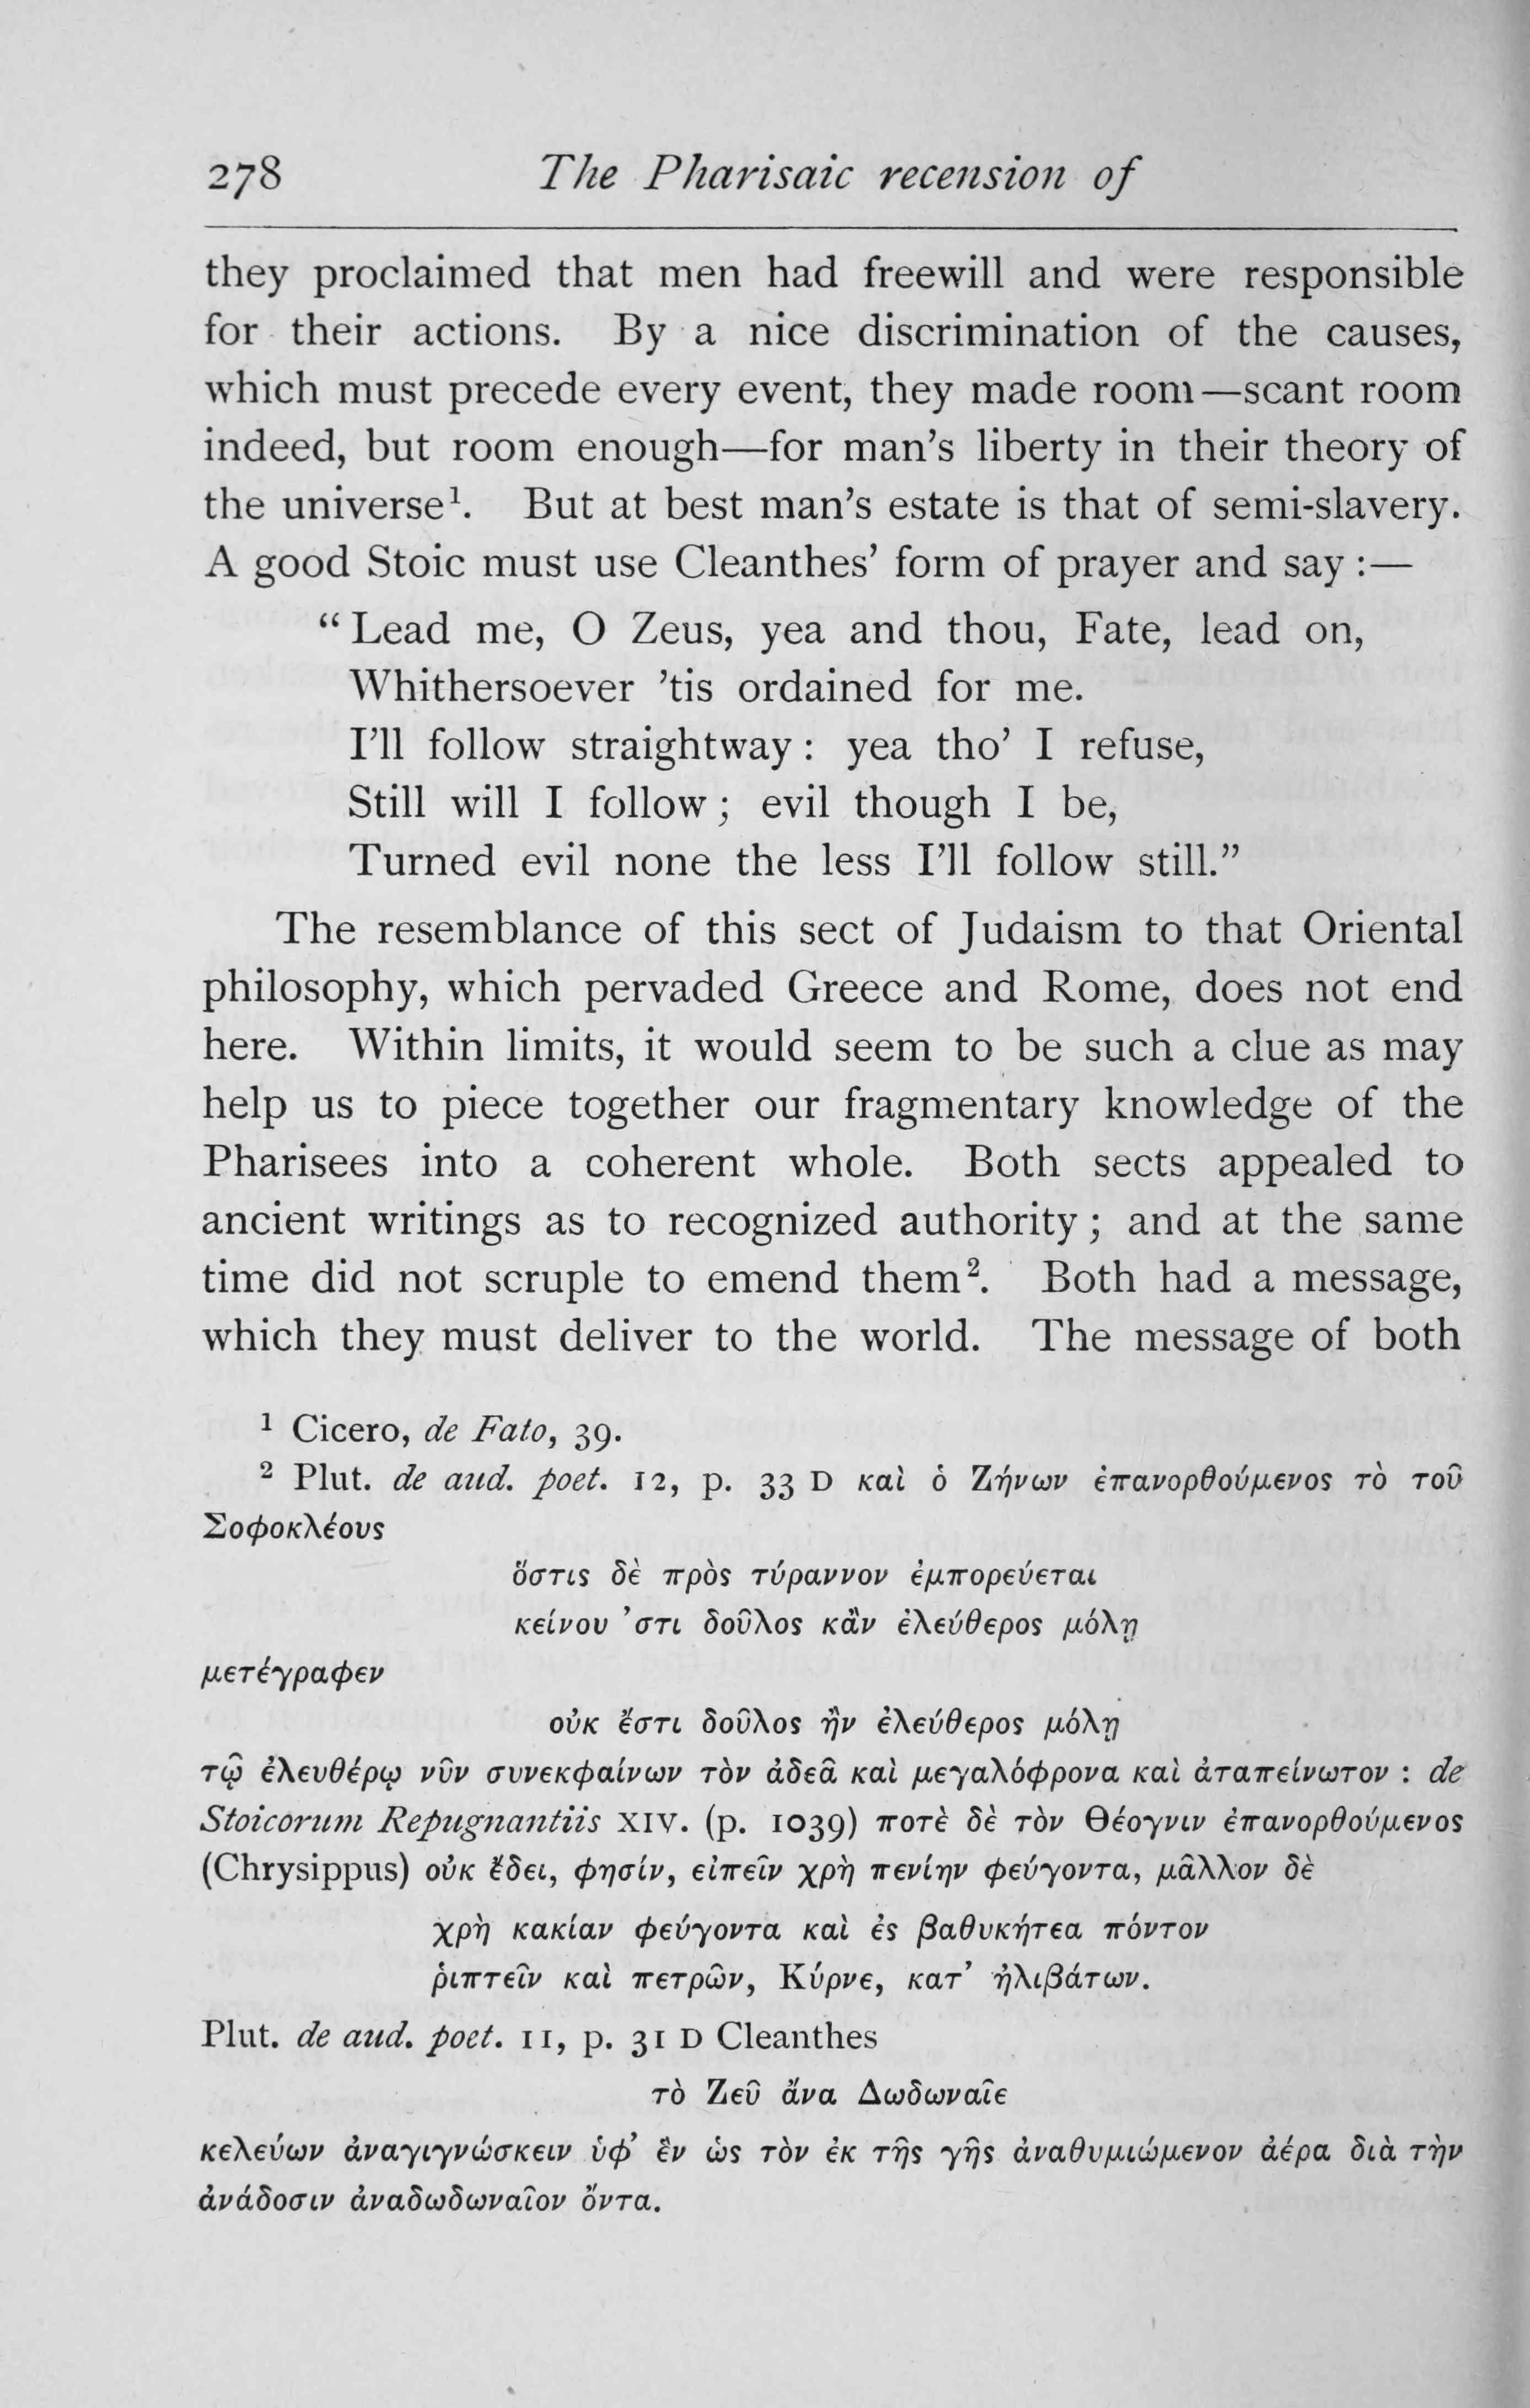 278 The Pharisaic recension of
they proclaimed that men had freewill and were responsible
for their actions. By a nice discrimination of the causes,
which must precede every event, they made room—scant room
indeed, but room enough—for man's liberty in their theory of
the universe¹. But at best man's estate is that of semi-slavery.
A good Stoic must use Cleanthes' form of prayer and say :—
“Lead me, O Zeus, yea and thou, Fate, lead on,
Whithersoever 'tis ordained for me.
I'll follow straightway : yea tho' I refuse,
Still will I follow ; evil though I be,
Turned evil none the less I'll follow still.”
The resemblance of this sect of Judaism to that Oriental
philosophy, which pervaded Greece and Rome, does not end
here. Within limits, it would seem to be such a clue as may
help us to piece together our fragmentary knowledge of the
Pharisees into a coherent whole. Both sects appealed to
ancient writings as to recognized authority ; and at the same
time did not scruple to emend them². Both had a message,
which they must deliver to the world. The message of both
¹ Cicero, de Fato, 39.
² Plut. de aud. poet. 12, p. 33 D καὶ ὁ Ζήνων ἐπανορθούμενος τὸ τοῦ
Σοφοκλέους
ὅστις δὲ πρὸς τύραννον ἐμπορεύεται
κείνου 'στι δοῦλος κἂν ἐλεύθερος μόλῃ
μετέγραφεν
οὐκ ἔστι δοῦλος ἢν ἐλεύθερος μόλῃ
τῷ ἐλευθέρῳ νῦν συνεκφαίνων τὸν ἀδεᾶ καὶ μεγαλόφρονα καὶ ἀταπείνωτον : de
Stoicorum Repugnantiis XIV. (p. 1039) ποτὲ δὲ τὸν Θέογνιν ἐπανορθούμενος
(Chrysippus) οὐκ ἔδει, φησίν, εἰπεῖν χρὴ πενίην φεύγοντα, μᾶλλον δὲ
χρὴ κακίαν φεύγοντα καὶ ἐς βαθυκήτεα πόντον
ῥιπτεῖν καὶ πετρῶν, Κύρνε, κατ' ἠλιβάτων.
Plut. de aud. poet. 11, p. 31 D Cleanthes
τὸ Ζεῦ ἄνα Δωδωναῖε
κελεύων ἀναγιγνώσκειν ὑφ' ἓν ὡς τὸν ἐκ τῆς γῆς ἀναθυμιώμενον ἀέρα διὰ τὴν
ἀνάδοσιν ἀναδωδωναῖον ὄντα.